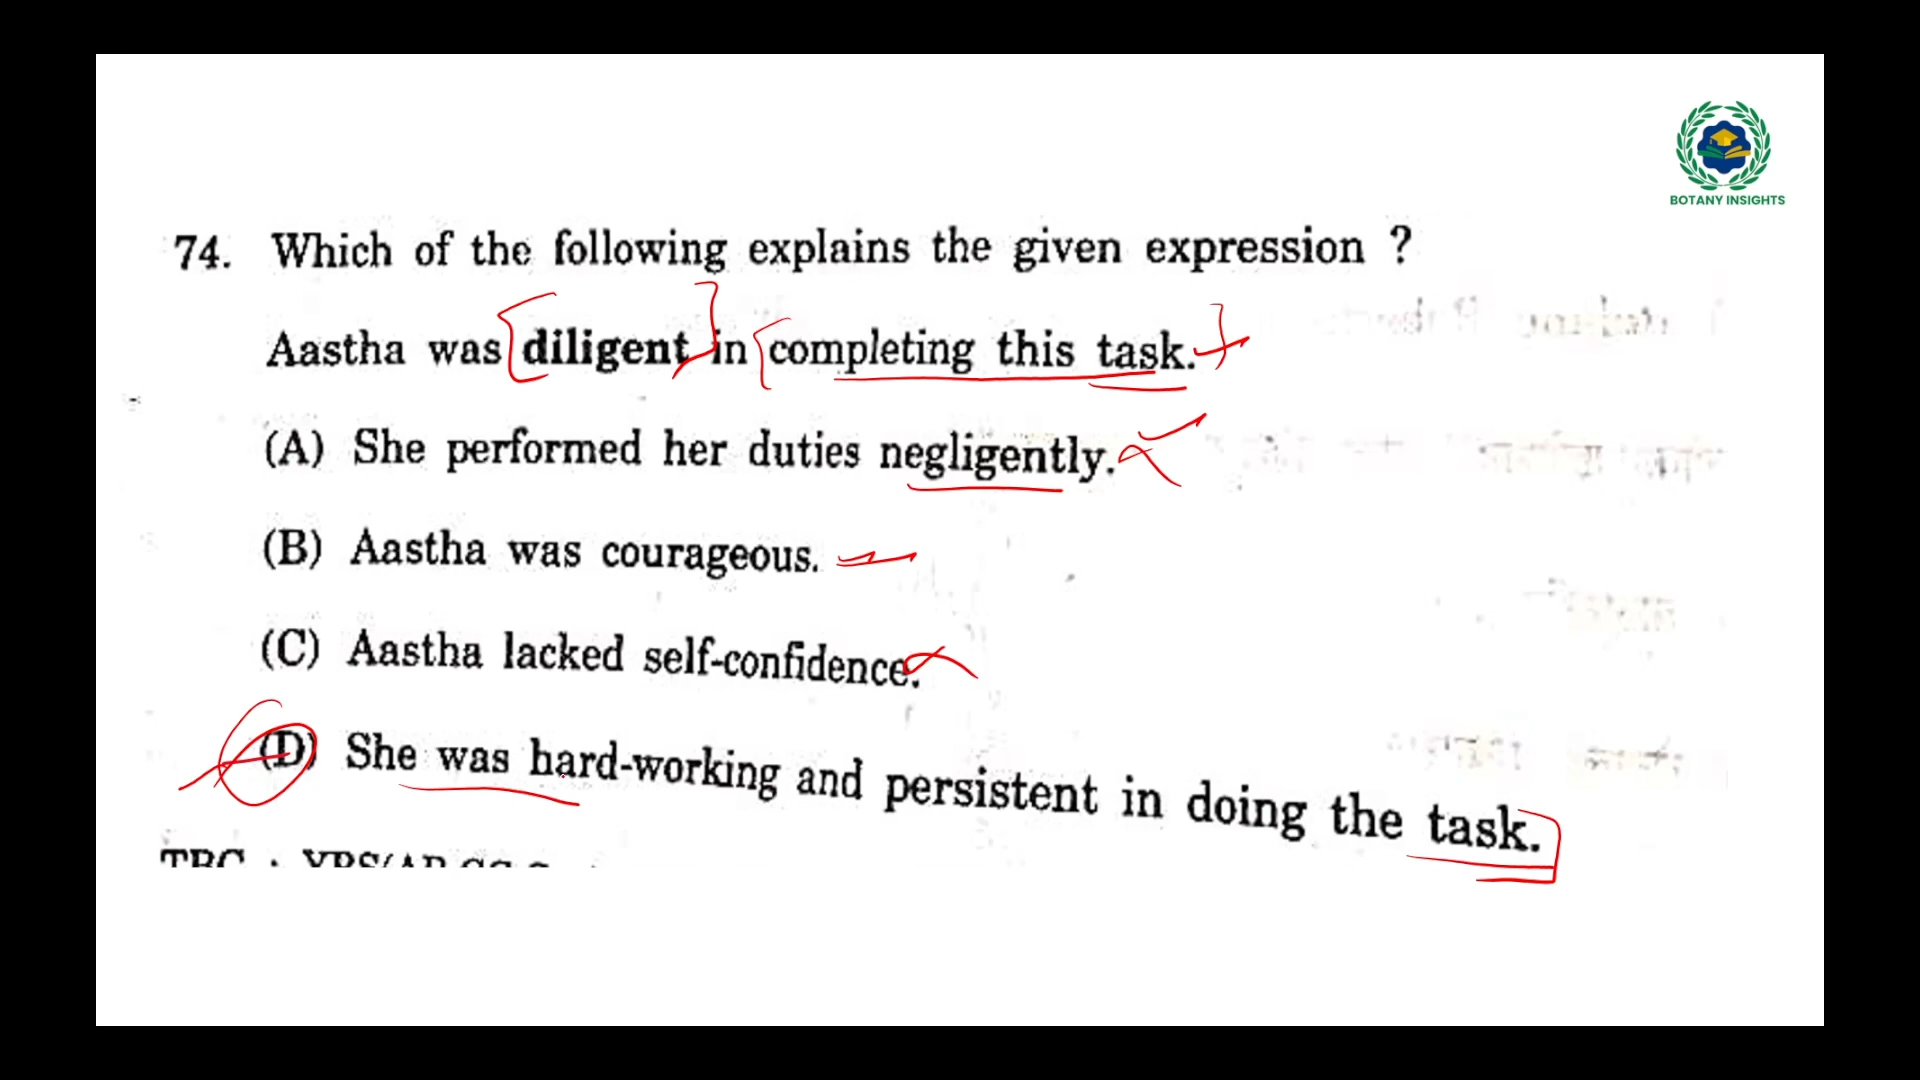 BOTANY INSIGHTS
74. Which of the following explains the given expression ?
Aastha was diligent in completing this task.
(A) She performed her duties negligently.
(B) Aastha was courageous.
(C) Aastha lacked self-confidence.
(D) She was hard-working and persistent in doing the task.